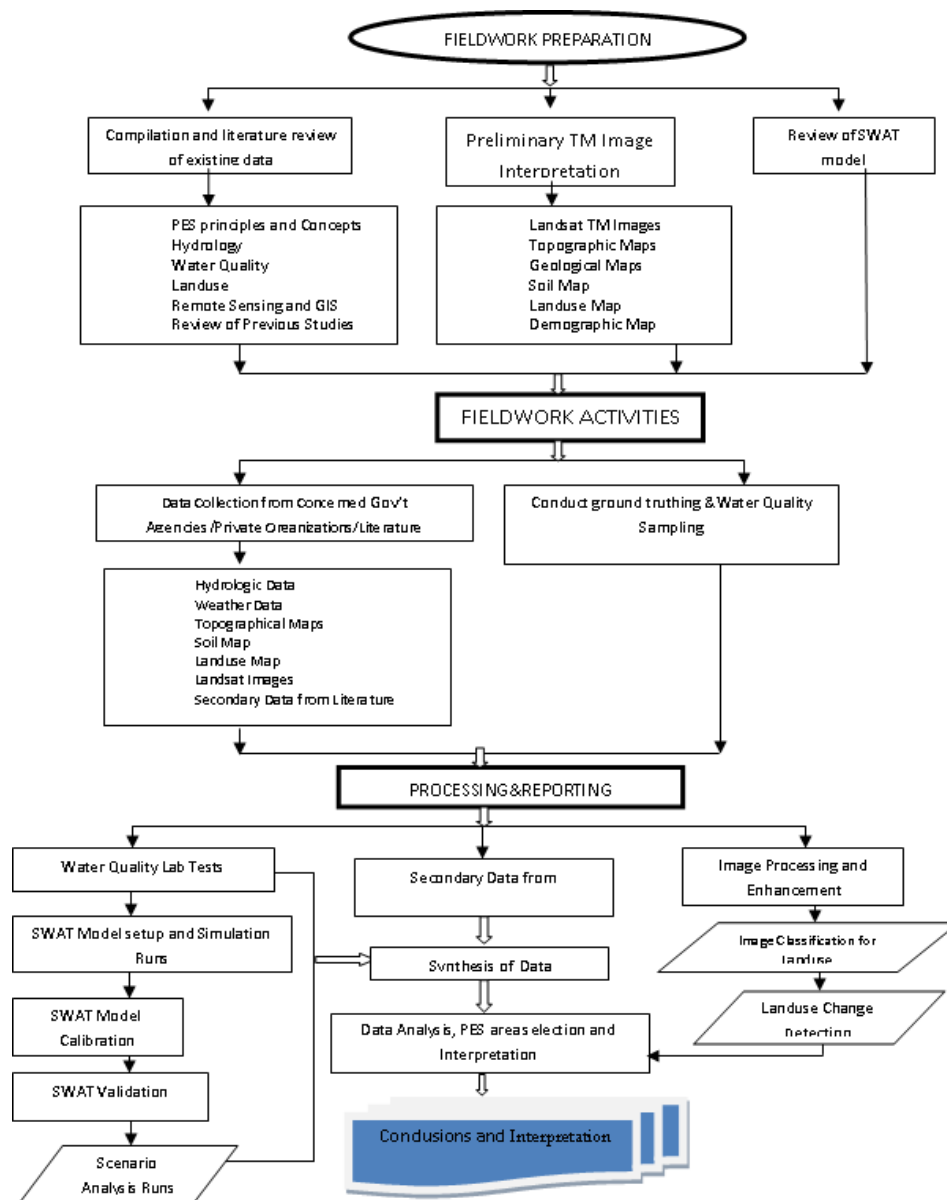 FIELDWORK PREPARATION
Compilation and literature review
of existing data
Preliminary TM Image
Interpretation
Review of SWAT
model
PES principles and Concepts
Hydrology
Water Quality
Landuse
Remote Sensing and GIS
Review of Previous Studies
Landsat TM Images
Topographic Maps
Geological Maps
Soil Map
Landuse Map
Demographic Map
FIELDWORK ACTIVITIES
Data Collection from Concerned Gov't
Agencies/Private Organizations/Literature
Conduct ground truthing & Water Quality
Sampling
Hydrologic Data
Weather Data
Topographical Maps
Soil Map
Landuse Map
Landsat Images
Secondary Data from Literature
PROCESSING&REPORTING
Water Quality Lab Tests
SWAT Model setup and Simulation
Runs
SWAT Model
Calibration
SWAT Validation
Scenario
Analysis Runs
Secondary Data from
Synthesis of Data
Data Analysis, PES areas selection and
Interpretation
Conclusions and Interpretation
Image Processing and
Enhancement
Image Classification for
Landuse
Landuse Change
Detection